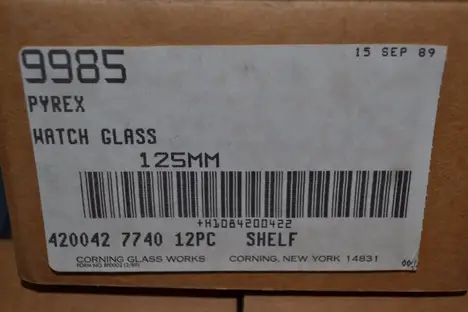 15 SEP 89
9985
PYREX
WATCH GLASS
125MM
+H1084200422
420042 7740 12PC SHELF
CORNING GLASS WORKS CORNING, NEW YORK 14831